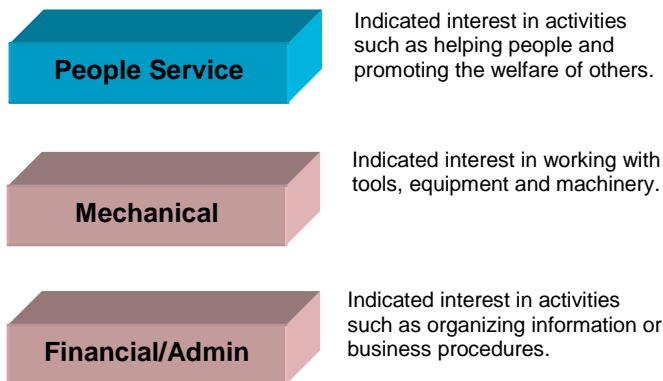 People Service
Indicated interest in activities
such as helping people and
promoting the welfare of others.
Mechanical
Indicated interest in working with
tools, equipment and machinery.
Financial/Admin
Indicated interest in activities
such as organizing information or
business procedures.